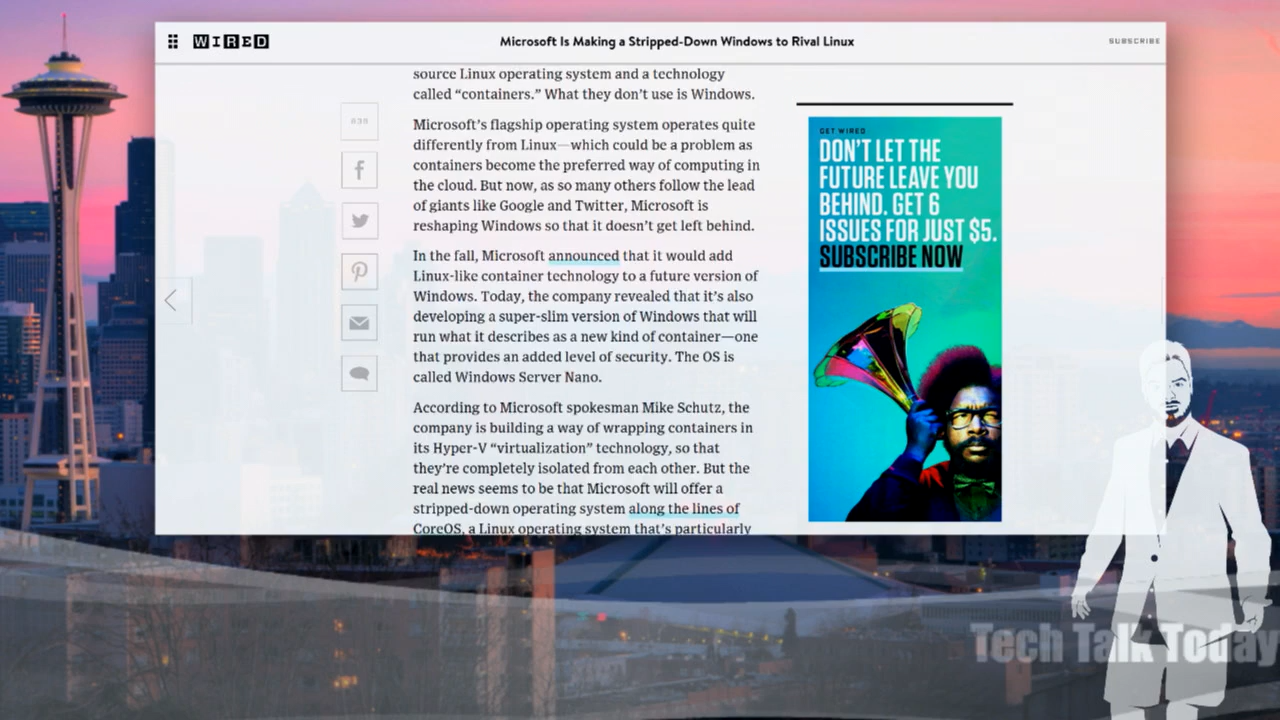 WIRED
Microsoft Is Making a Stripped-Down Windows to Rival Linux
SUBSCRIBE
source Linux operating system and a technology
called “containers.” What they don’t use is Windows.
Microsoft’s flagship operating system operates quite
differently from Linux—which could be a problem as
containers become the preferred way of computing in
the cloud. But now, as so many others follow the lead
of giants like Google and Twitter, Microsoft is
reshaping Windows so that it doesn’t get left behind.
In the fall, Microsoft announced that it would add
Linux-like container technology to a future version of
Windows. Today, the company revealed that it’s also
developing a super-slim version of Windows that will
run what it describes as a new kind of container—one
that provides an added level of security. The OS is
called Windows Server Nano.
According to Microsoft spokesman Mike Schutz, the
company is building a way of wrapping containers in
its Hyper-V “virtualization” technology, so that
they’re completely isolated from each other. But the
real news seems to be that Microsoft will offer a
stripped-down operating system along the lines of
CoreOS, a Linux operating system that’s particularly
GET WIRED
DON’T LET THE
FUTURE LEAVE YOU
BEHIND. GET 6
ISSUES FOR JUST $5.
SUBSCRIBE NOW
Tech Talk Today